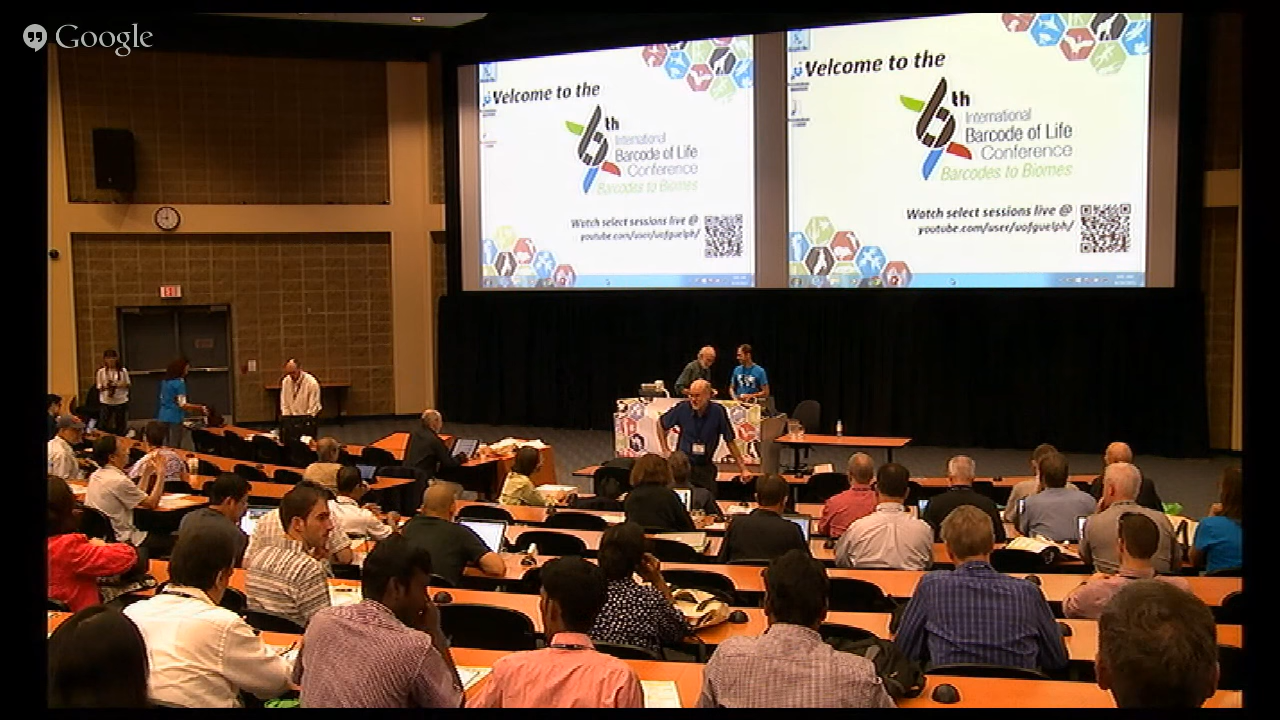 Google
Welcome to the
6th
International
Barcode of Life
Conference
Barcodes to Biomes
Watch select sessions live @
youtube.com/user/uofguelph/
Welcome to the
6th
International
Barcode of Life
Conference
Barcodes to Biomes
Watch select sessions live @
youtube.com/user/uofguelph/
EXIT